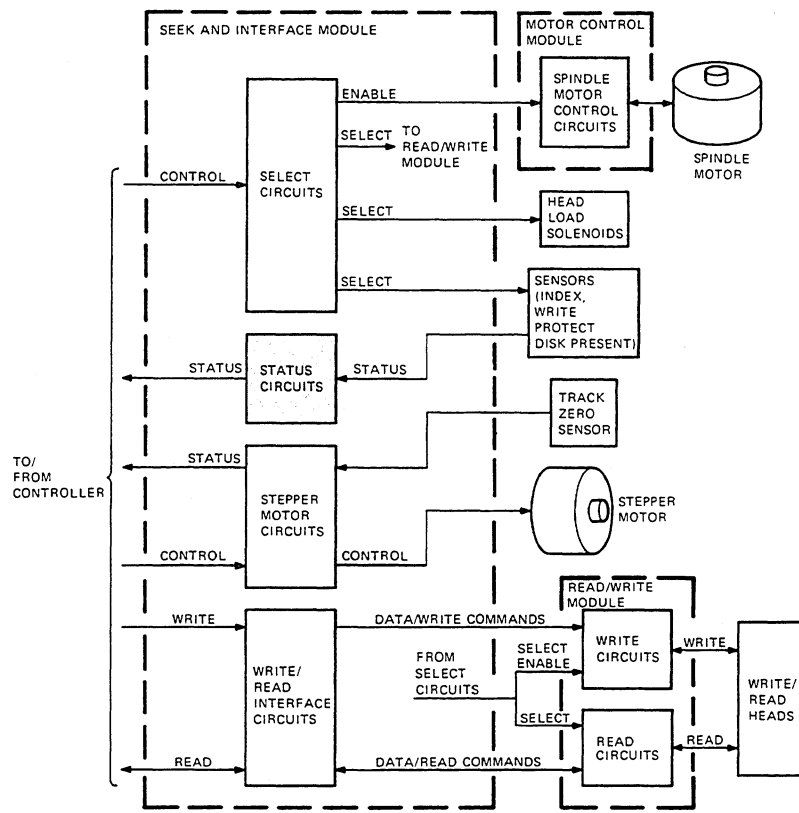 SEEK AND INTERFACE MODULE
MOTOR CONTROL
MODULE
SPINDLE
MOTOR
CONTROL
CIRCUITS
SPINDLE
MOTOR
ENABLE
SELECT
TO
READ/WRITE
MODULE
CONTROL
SELECT
CIRCUITS
SELECT
HEAD
LOAD
SOLENOIDS
SELECT
SENSORS
(INDEX,
WRITE
PROTECT
DISK PRESENT)
STATUS
STATUS
CIRCUITS
STATUS
TRACK
ZERO
SENSOR
TO/
FROM
CONTROLLER
STATUS
STEPPER
MOTOR
CIRCUITS
STEPPER
MOTOR
CONTROL
CONTROL
READ/WRITE
MODULE
WRITE
DATA/WRITE COMMANDS
WRITE
CIRCUITS
WRITE
WRITE/
READ
INTERFACE
CIRCUITS
FROM
SELECT
CIRCUITS
SELECT
ENABLE
WRITE/
READ
HEADS
SELECT
READ
CIRCUITS
READ
READ
DATA/READ COMMANDS